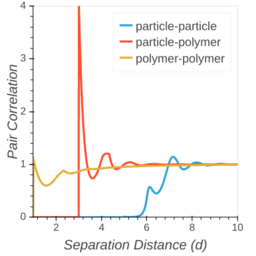 4
particle-particle
particle-polymer
polymer-polymer
3
Pair Correlation
2
1
0
2 4 6 8 10
Separation Distance (d)